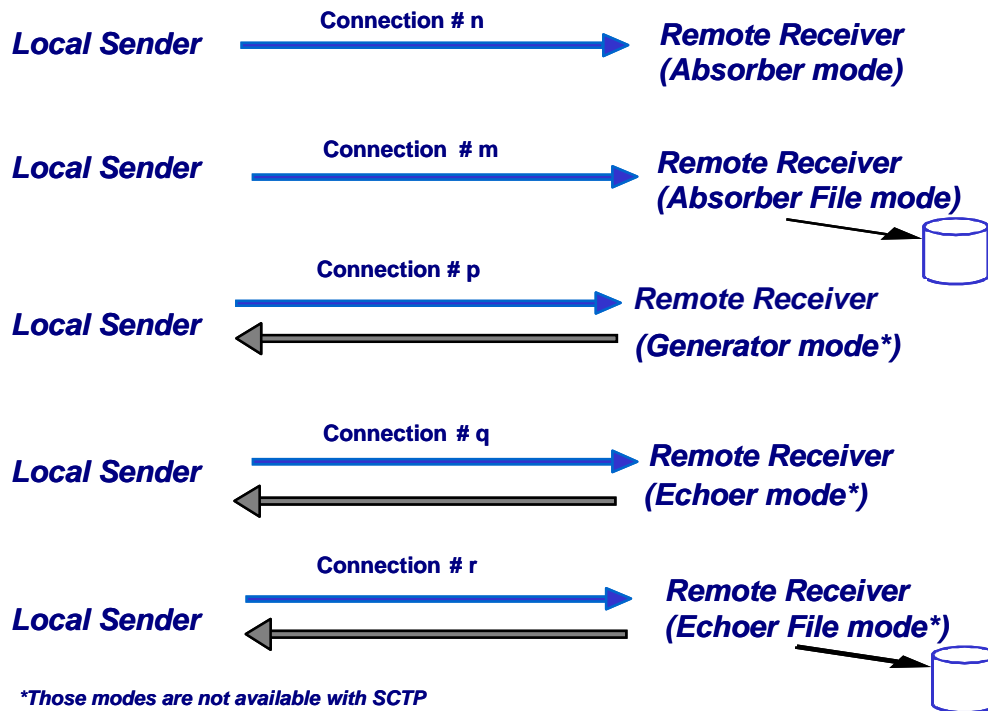 Connection # n
Local Sender
Remote Receiver
(Absorber mode)
Connection # m
Local Sender
Remote Receiver
(Absorber File mode)
Connection # p
Local Sender
Remote Receiver
(Generator mode*)
Connection # q
Local Sender
Remote Receiver
(Echoer mode*)
Connection # r
Local Sender
Remote Receiver
(Echoer File mode*)
*Those modes are not available with SCTP